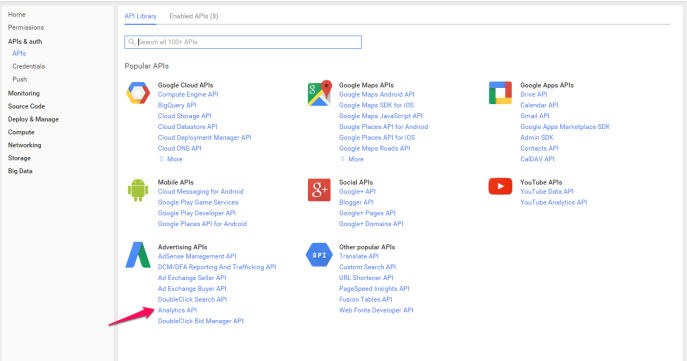 Home
Permissions
APIs & auth
APIs
Credentials
Push
Monitoring
Source Code
Deploy & Manage
Compute
Networking
Storage
Big Data
API Library Enabled APIs (8)
Search all 100+ APIs
Popular APIs
Google Cloud APIs
Compute Engine API
BigQuery API
Cloud Storage API
Cloud Datastore API
Cloud Deployment Manager API
Cloud DNS API
More
Google Maps APIs
Google Maps Android API
Google Maps SDK for iOS
Google Maps JavaScript API
Google Places API for Android
Google Places API for iOS
Google Maps Roads API
More
Google Apps APIs
Drive API
Calendar API
Gmail API
Google Apps Marketplace SDK
Admin SDK
Contacts API
CalDAV API
Mobile APIs
Cloud Messaging for Android
Google Play Game Services
Google Play Developer API
Google Places API for Android
g+
Social APIs
Google+ API
Blogger API
Google+ Pages API
Google+ Domains API
YouTube APIs
YouTube Data API
YouTube Analytics API
Advertising APIs
AdSense Management API
DCM/DFA Reporting And Trafficking API
Ad Exchange Seller API
Ad Exchange Buyer API
DoubleClick Search API
Analytics API
DoubleClick Bid Manager API
API
Other popular APIs
Translate API
Custom Search API
URL Shortener API
PageSpeed Insights API
Fusion Tables API
Web Fonts Developer API